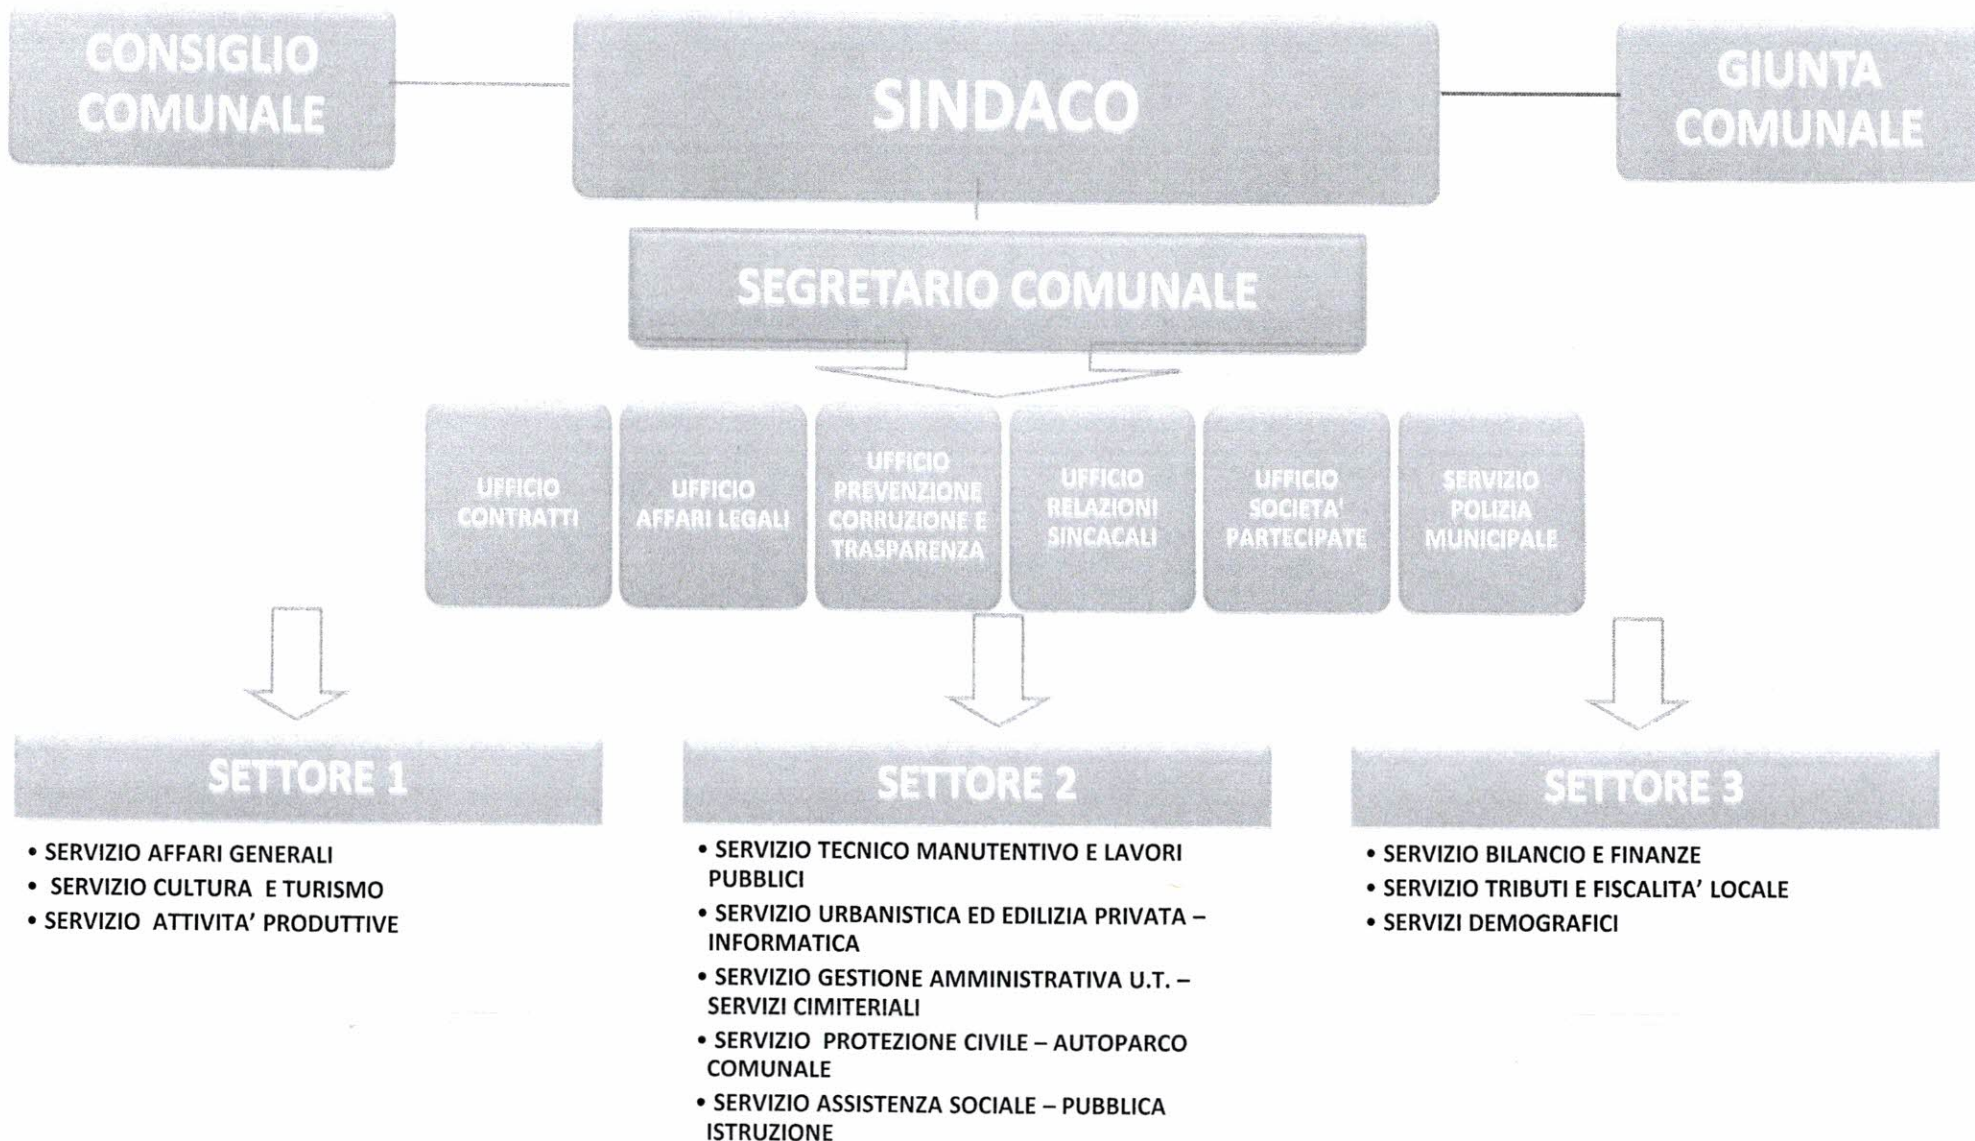 CONSIGLIO
COMUNALE
SINDACO
GIUNTA
COMUNALE
SEGRETARIO COMUNALE
UFFICIO
CONTRATTI
UFFICIO
AFFARI LEGALI
UFFICIO
PREVENZIONE
CORRUZIONE E
TRASPARENZA
UFFICIO
RELAZIONI
SINCACALI
UFFICIO
SOCIETA'
PARTECIPATE
SERVIZIO
POLIZIA
MUNICIPALE
SETTORE 1
• SERVIZIO AFFARI GENERALI
• SERVIZIO CULTURA E TURISMO
• SERVIZIO ATTIVITA' PRODUTTIVE
SETTORE 2
• SERVIZIO TECNICO MANUTENTIVO E LAVORI
PUBBLICI
• SERVIZIO URBANISTICA ED EDILIZIA PRIVATA –
INFORMATICA
• SERVIZIO GESTIONE AMMINISTRATIVA U.T. –
SERVIZI CIMITERIALI
• SERVIZIO PROTEZIONE CIVILE – AUTOPARCO
COMUNALE
• SERVIZIO ASSISTENZA SOCIALE – PUBBLICA
ISTRUZIONE
SETTORE 3
• SERVIZIO BILANCIO E FINANZE
• SERVIZIO TRIBUTI E FISCALITA' LOCALE
• SERVIZI DEMOGRAFICI